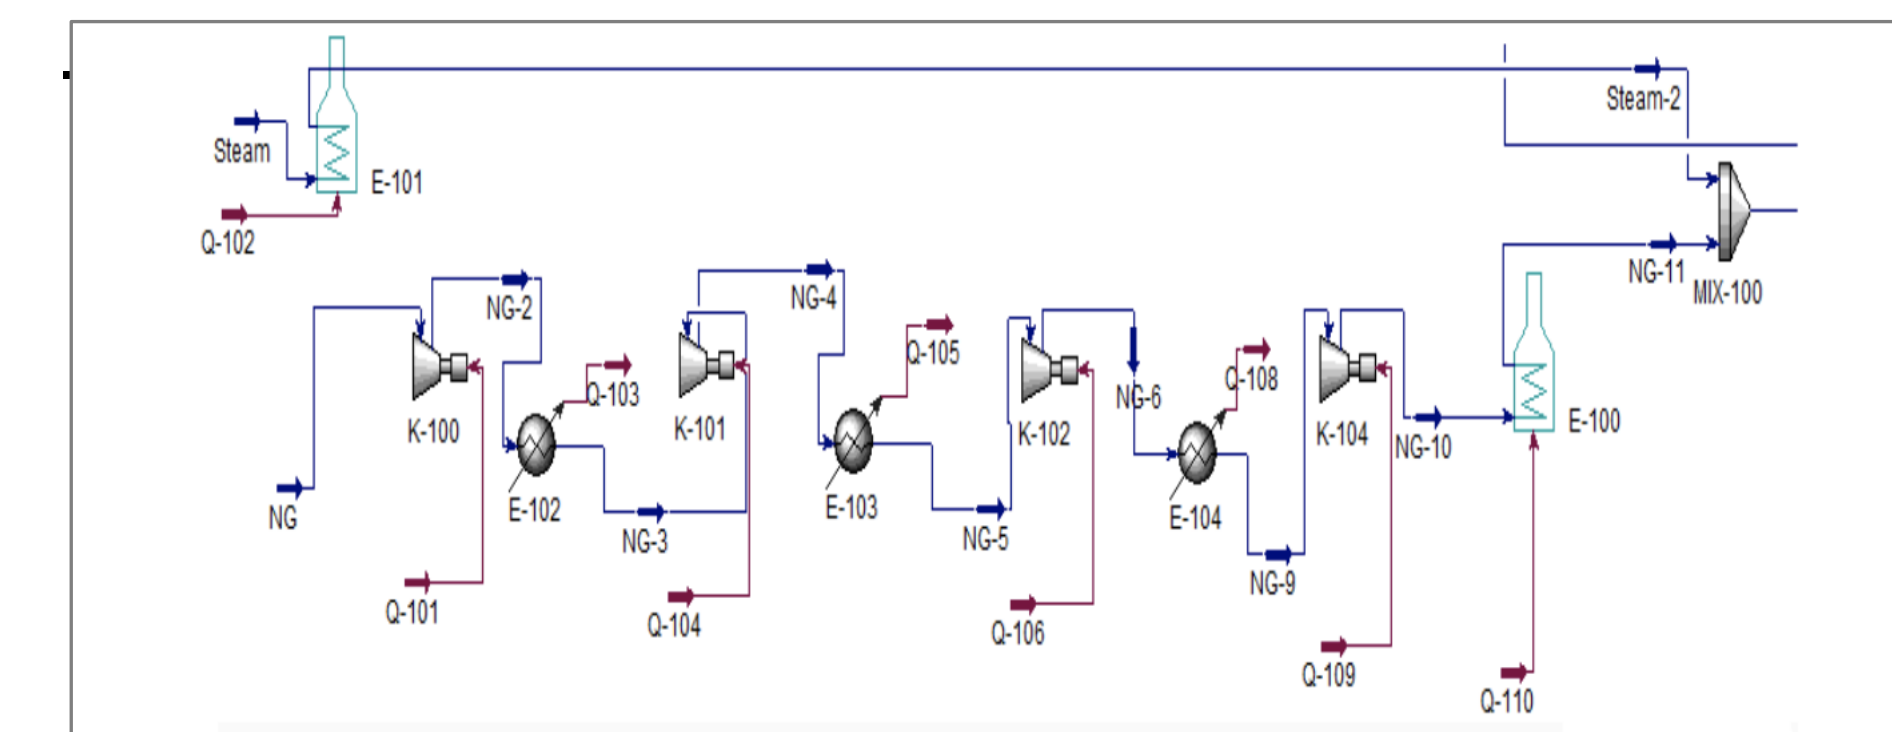 Steam-2
Steam
E-101
Q-102
NG-11
MIX-100
NG-2
NG-4
Q-105
Q-103
Q-108
NG-6
K-100
K-101
K-102
K-104
NG-10
E-100
E-102
E-103
E-104
NG
NG-3
NG-5
NG-9
Q-101
Q-104
Q-106
Q-109
Q-110